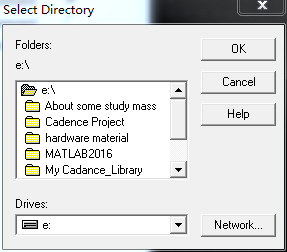 Select Directory
X
Folders:
OK
e:\
Cancel
e:\
About some study mass
Help
Cadence Project
hardware material
MATLAB2016
My Cadance_Library
Drives:
e:
Network...